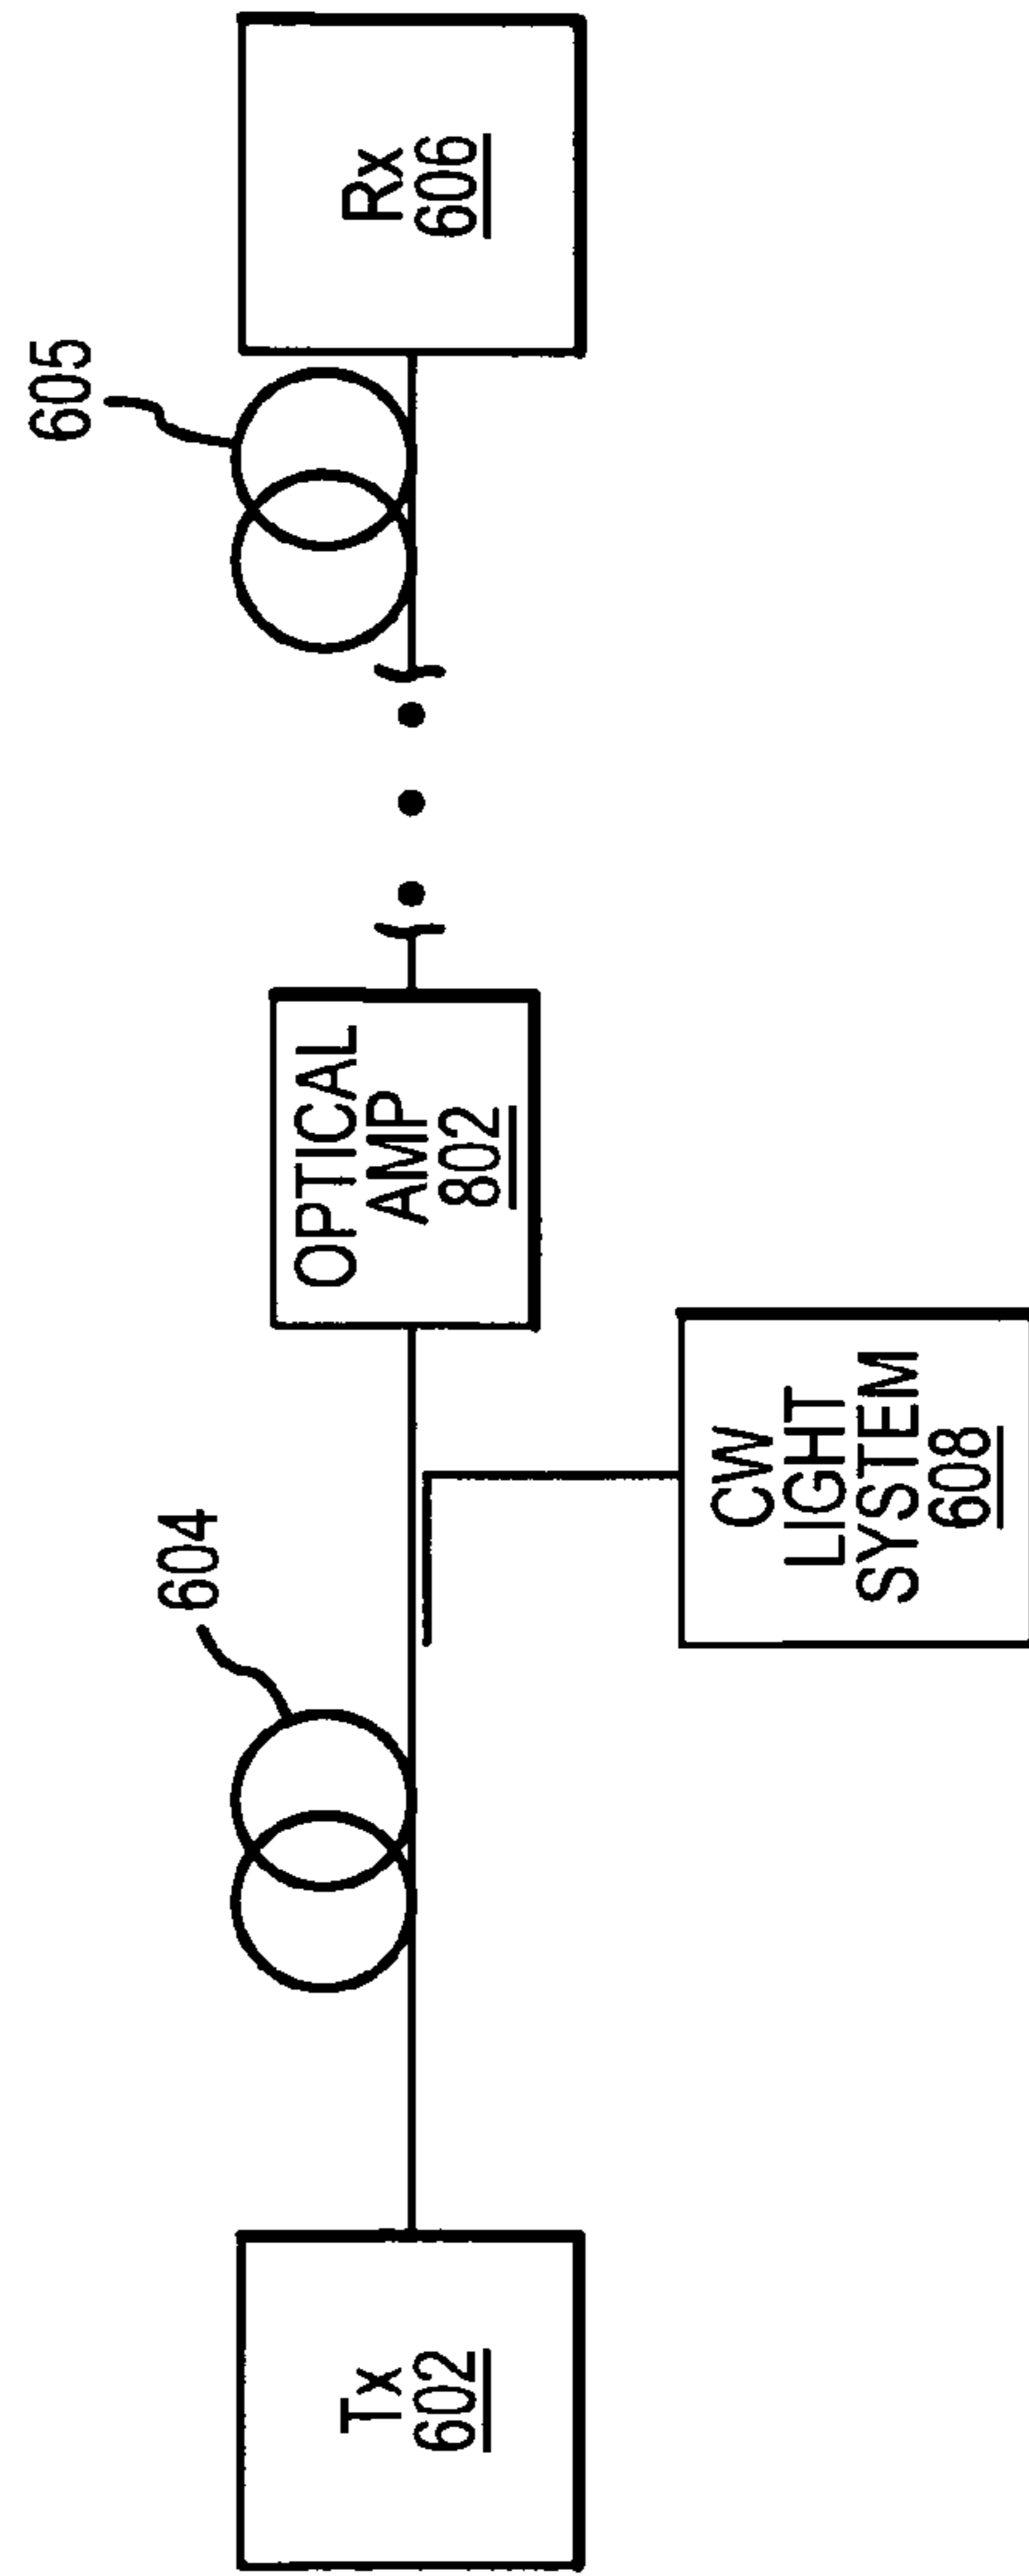 Tx
602
604
CW
LIGHT
SYSTEM
608
OPTICAL
AMP
802
605
Rx
606